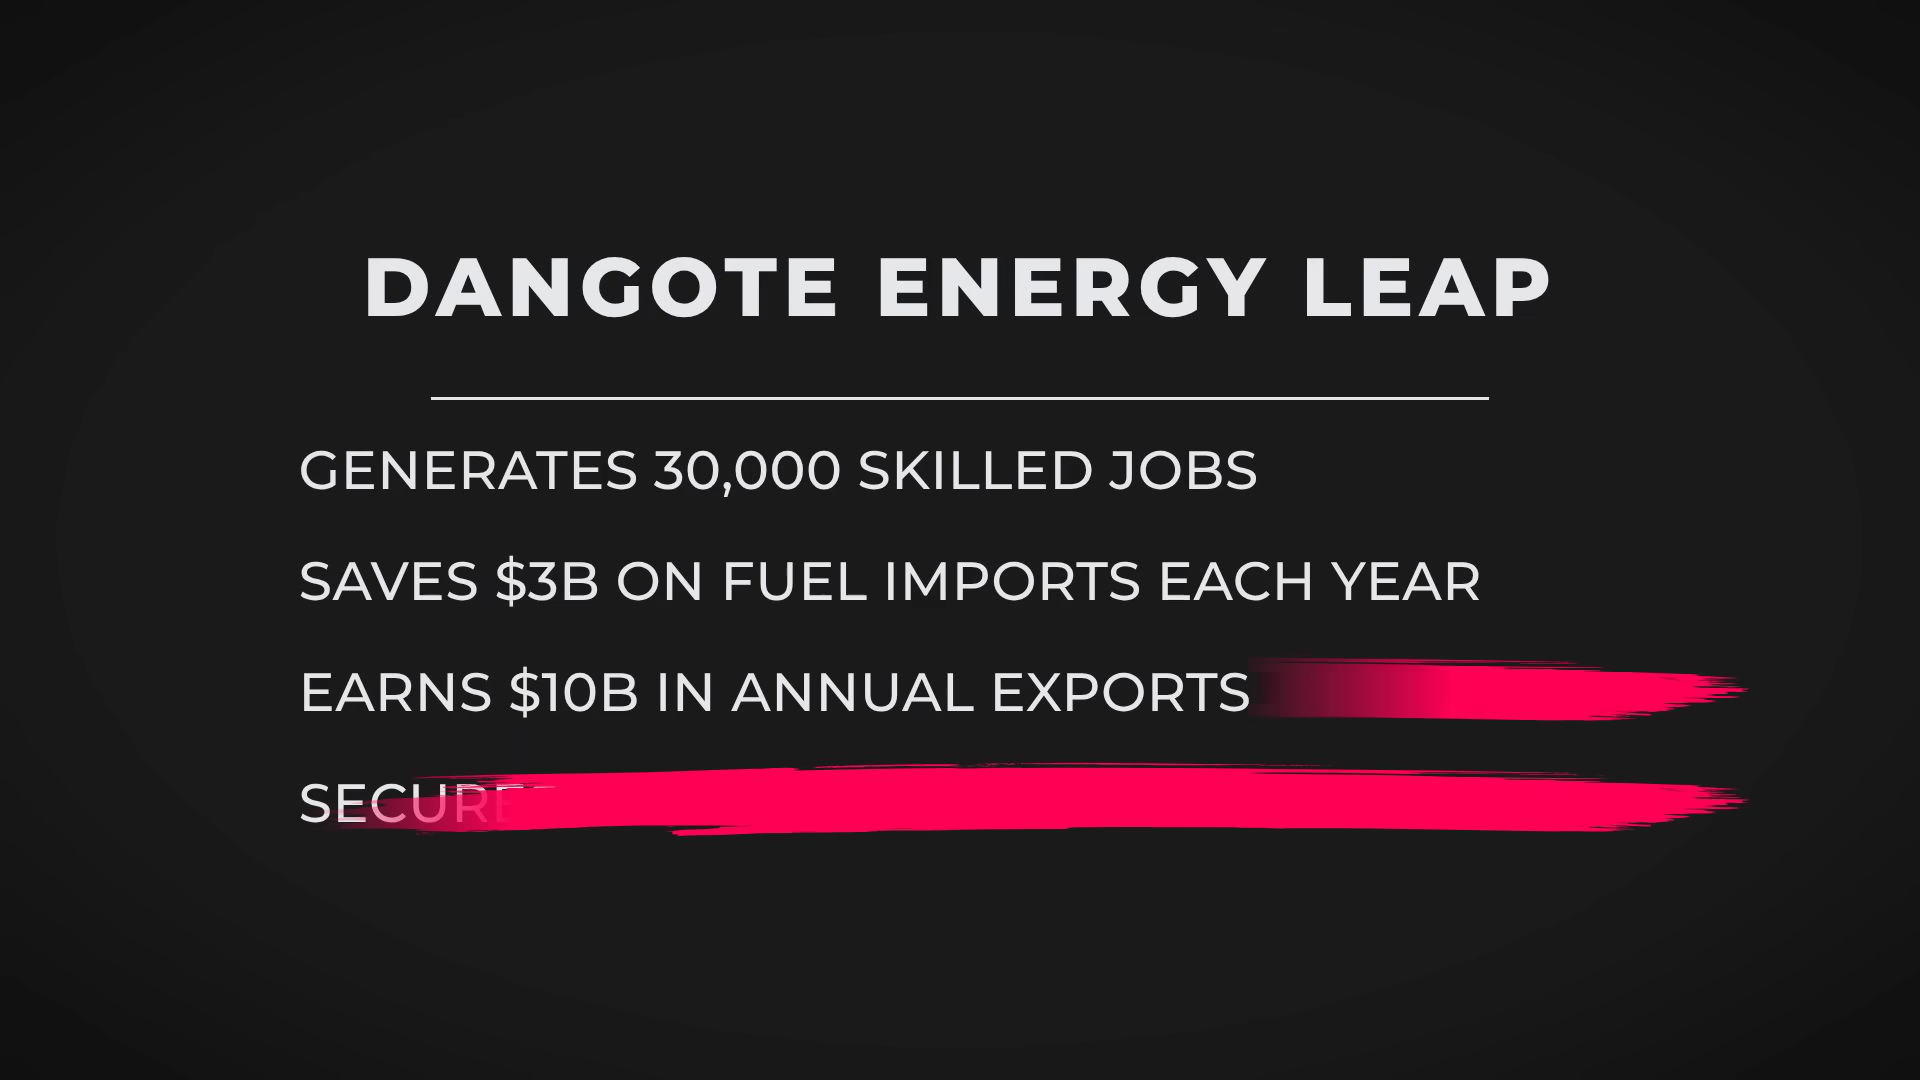 DANGOTE ENERGY LEAP
GENERATES 30,000 SKILLED JOBS
SAVES $3B ON FUEL IMPORTS EACH YEAR
EARNS $10B IN ANNUAL EXPORTS
SECURE